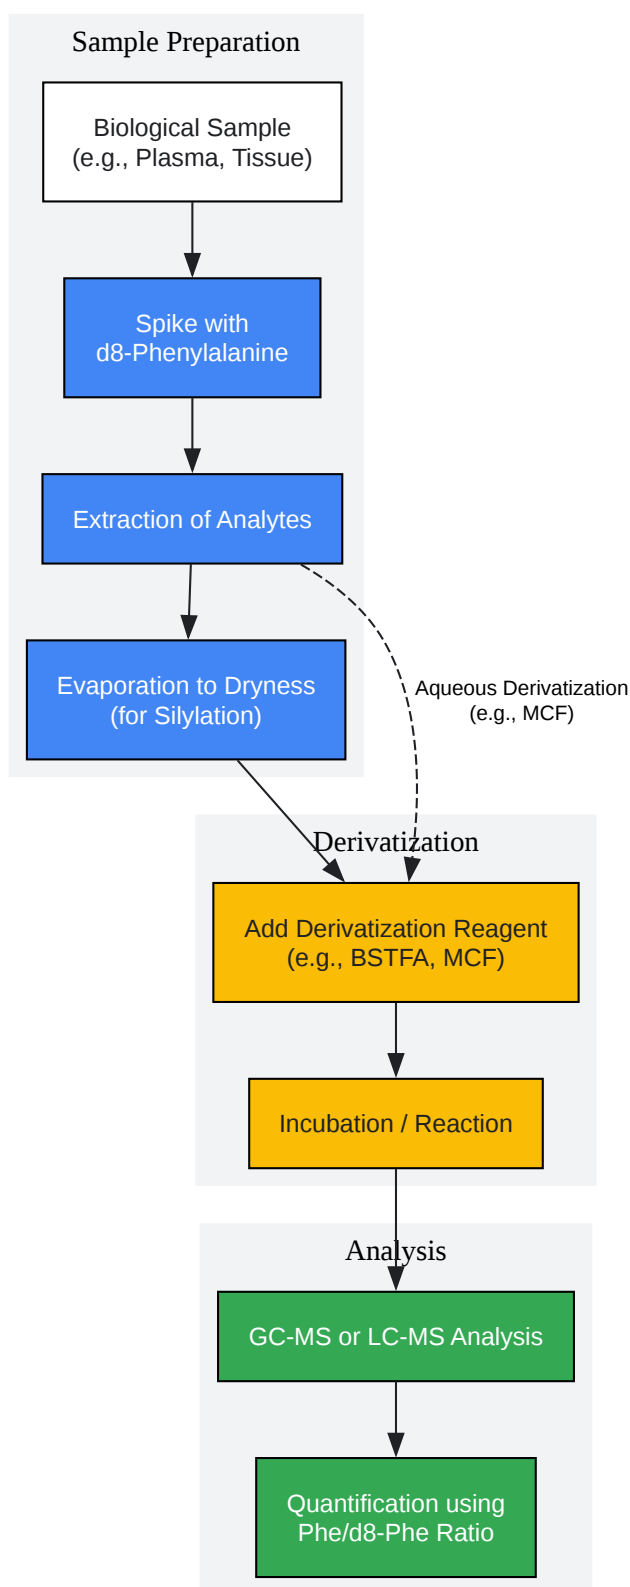 Sample Preparation
Biological Sample
(e.g., Plasma, Tissue)
Spike with
d8-Phenylalanine
Extraction of Analytes
Evaporation to Dryness
(for Silylation)
Aqueous Derivatization
(e.g., MCF)
Derivatization
Add Derivatization Reagent
(e.g., BSTFA, MCF)
Incubation / Reaction
Analysis
GC-MS or LC-MS Analysis
Quantification using
Phe/d8-Phe Ratio